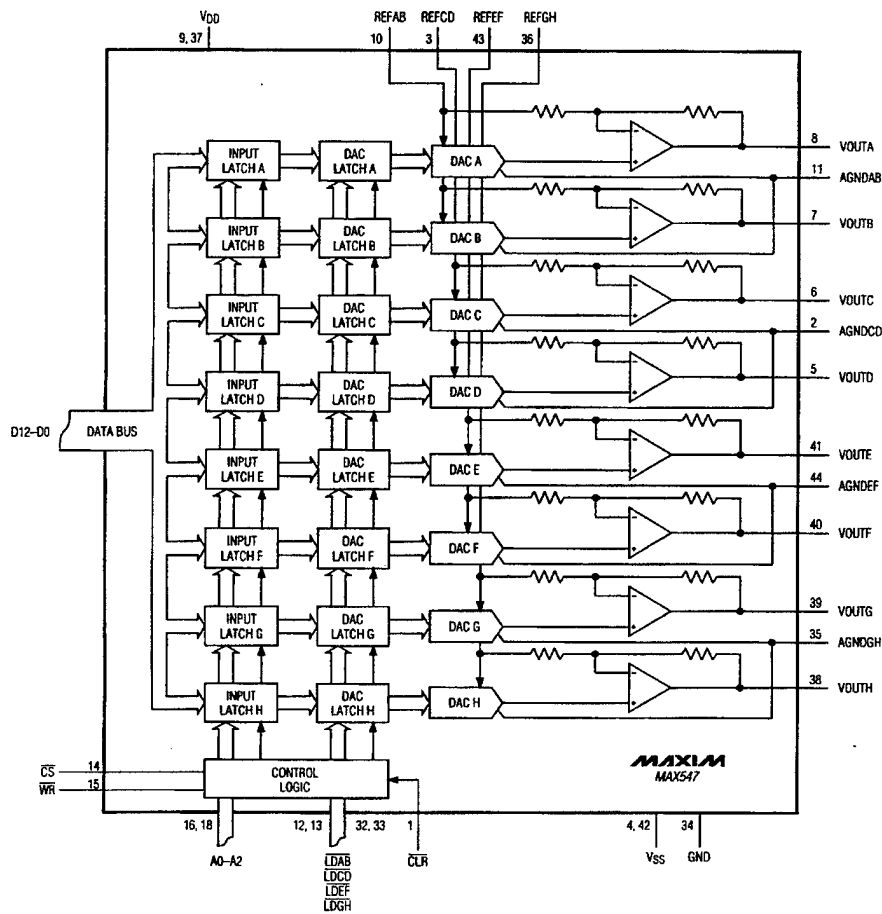 VDD
9, 37
REFAB
10
REFCD
3
REFEF
43
REFGH
36
INPUT
LATCH A
DAC
LATCH A
DAC A
8
VOUTA
11
AGNDAB
INPUT
LATCH B
DAC
LATCH B
DAC B
7
VOUTB
INPUT
LATCH C
DAC
LATCH C
DAC C
6
VOUTC
2
AGNDCD
INPUT
LATCH D
DAC
LATCH D
DAC D
5
VOUTD
D12–D0
DATA BUS
INPUT
LATCH E
DAC
LATCH E
DAC E
41
VOUTE
44
AGNDEF
INPUT
LATCH F
DAC
LATCH F
DAC F
40
VOUTF
INPUT
LATCH G
DAC
LATCH G
DAC G
39
VOUTG
35
AGNDGH
INPUT
LATCH H
DAC
LATCH H
DAC H
38
VOUTH
CS
14
WR
15
CONTROL
LOGIC
MAXIM
MAX547
16, 18
12, 13
32, 33
1
4, 42
34
A0–A2
LDAB
LDCD
LDEF
LDGH
CLR
VSS
GND